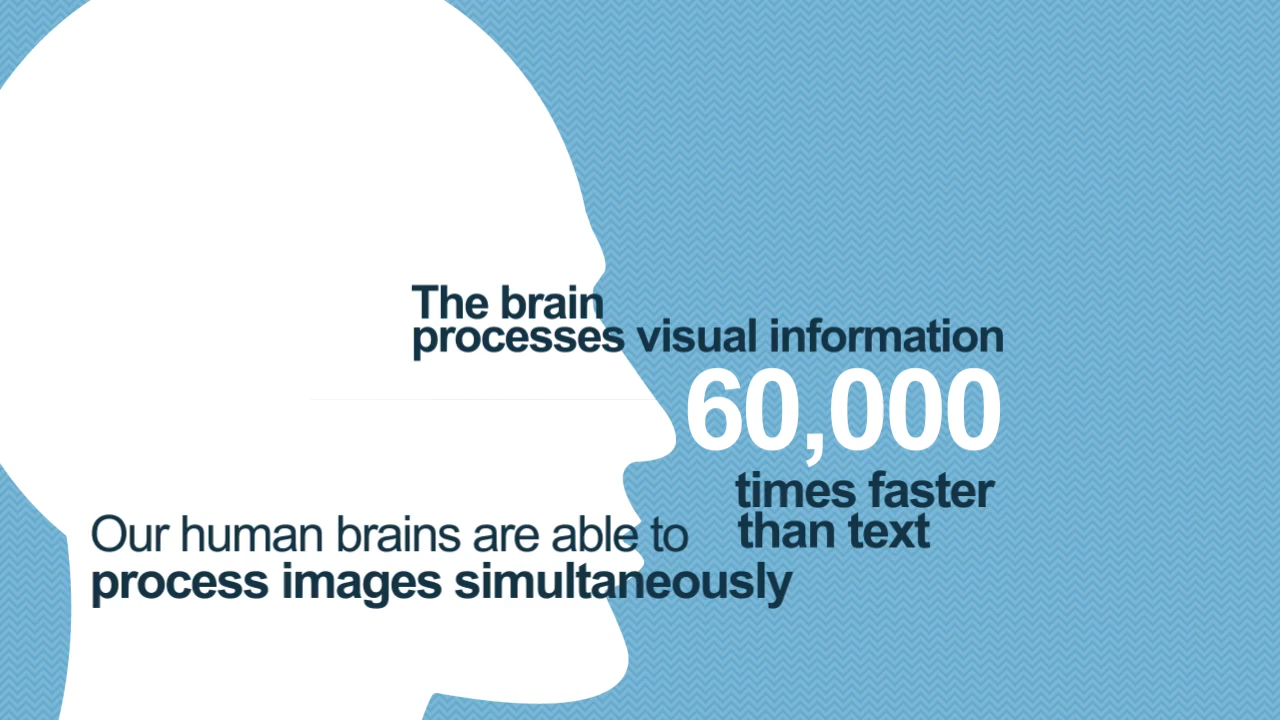 The brain
processes visual information
60,000
times faster
than text
Our human brains are able to
process images simultaneously